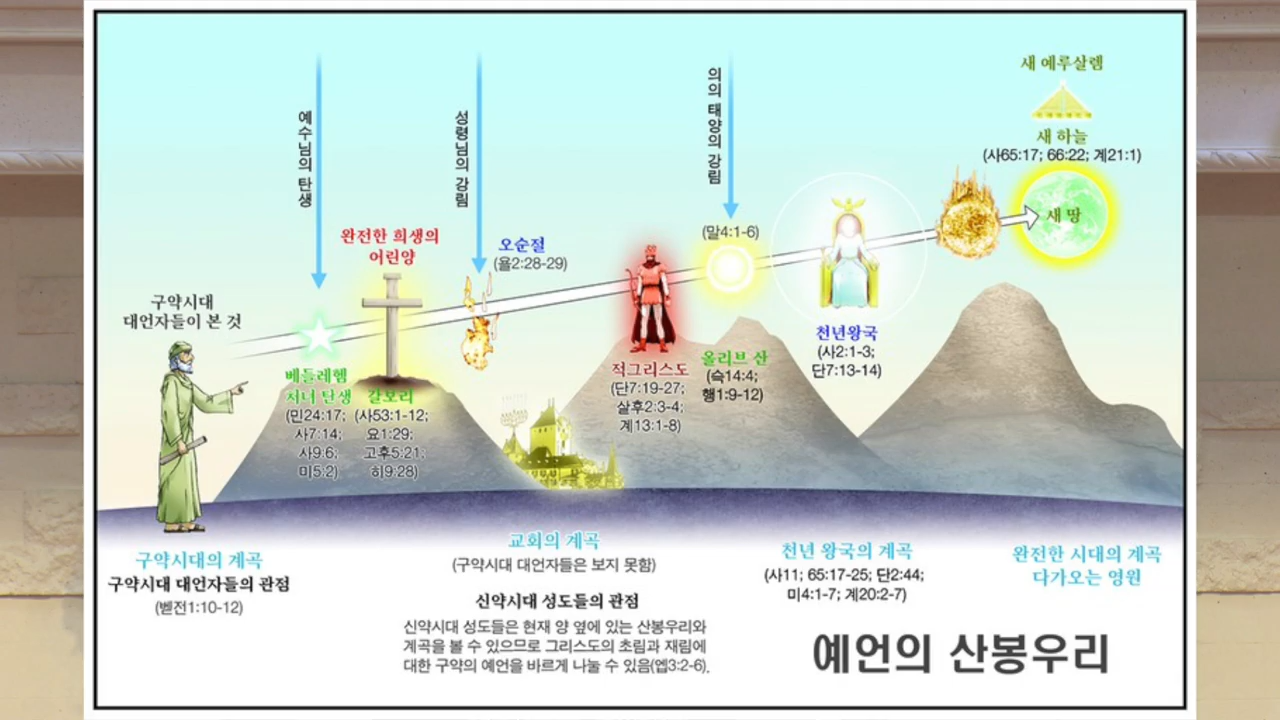 새 예루살렘
새 하늘
(사65:17; 66:22; 계21:1)
새 땅
예수님의 탄생
성령님의 강림
의의 태양의 강림
(말4:1-6)
완전한 희생의
어린양
오순절
(욜2:28-29)
구약시대
대언자들이 본 것
베들레헴
처녀 탄생
(민24:17;
사7:14;
사9:6;
미5:2)
갈보리
(사53:1-12;
요1:29;
고후5:21;
히9:28)
적그리스도
(단7:19-27;
살후2:3-4;
계13:1-8)
올리브 산
(슥14:4;
행1:9-12)
천년왕국
(사2:1-3;
단7:13-14)
구약시대의 계곡
구약시대 대언자들의 관점
(벧전1:10-12)
교회의 계곡
(구약시대 대언자들은 보지 못함)
신약시대 성도들의 관점
신약시대 성도들은 현재 양 옆에 있는 산봉우리와
계곡을 볼 수 있으므로 그리스도의 초림과 재림에
대한 구약의 예언을 바르게 나눌 수 있음(엡3:2-6).
천년 왕국의 계곡
(사11; 65:17-25; 단2:44;
미4:1-7; 계20:2-7)
완전한 시대의 계곡
다가오는 영원
예언의 산봉우리